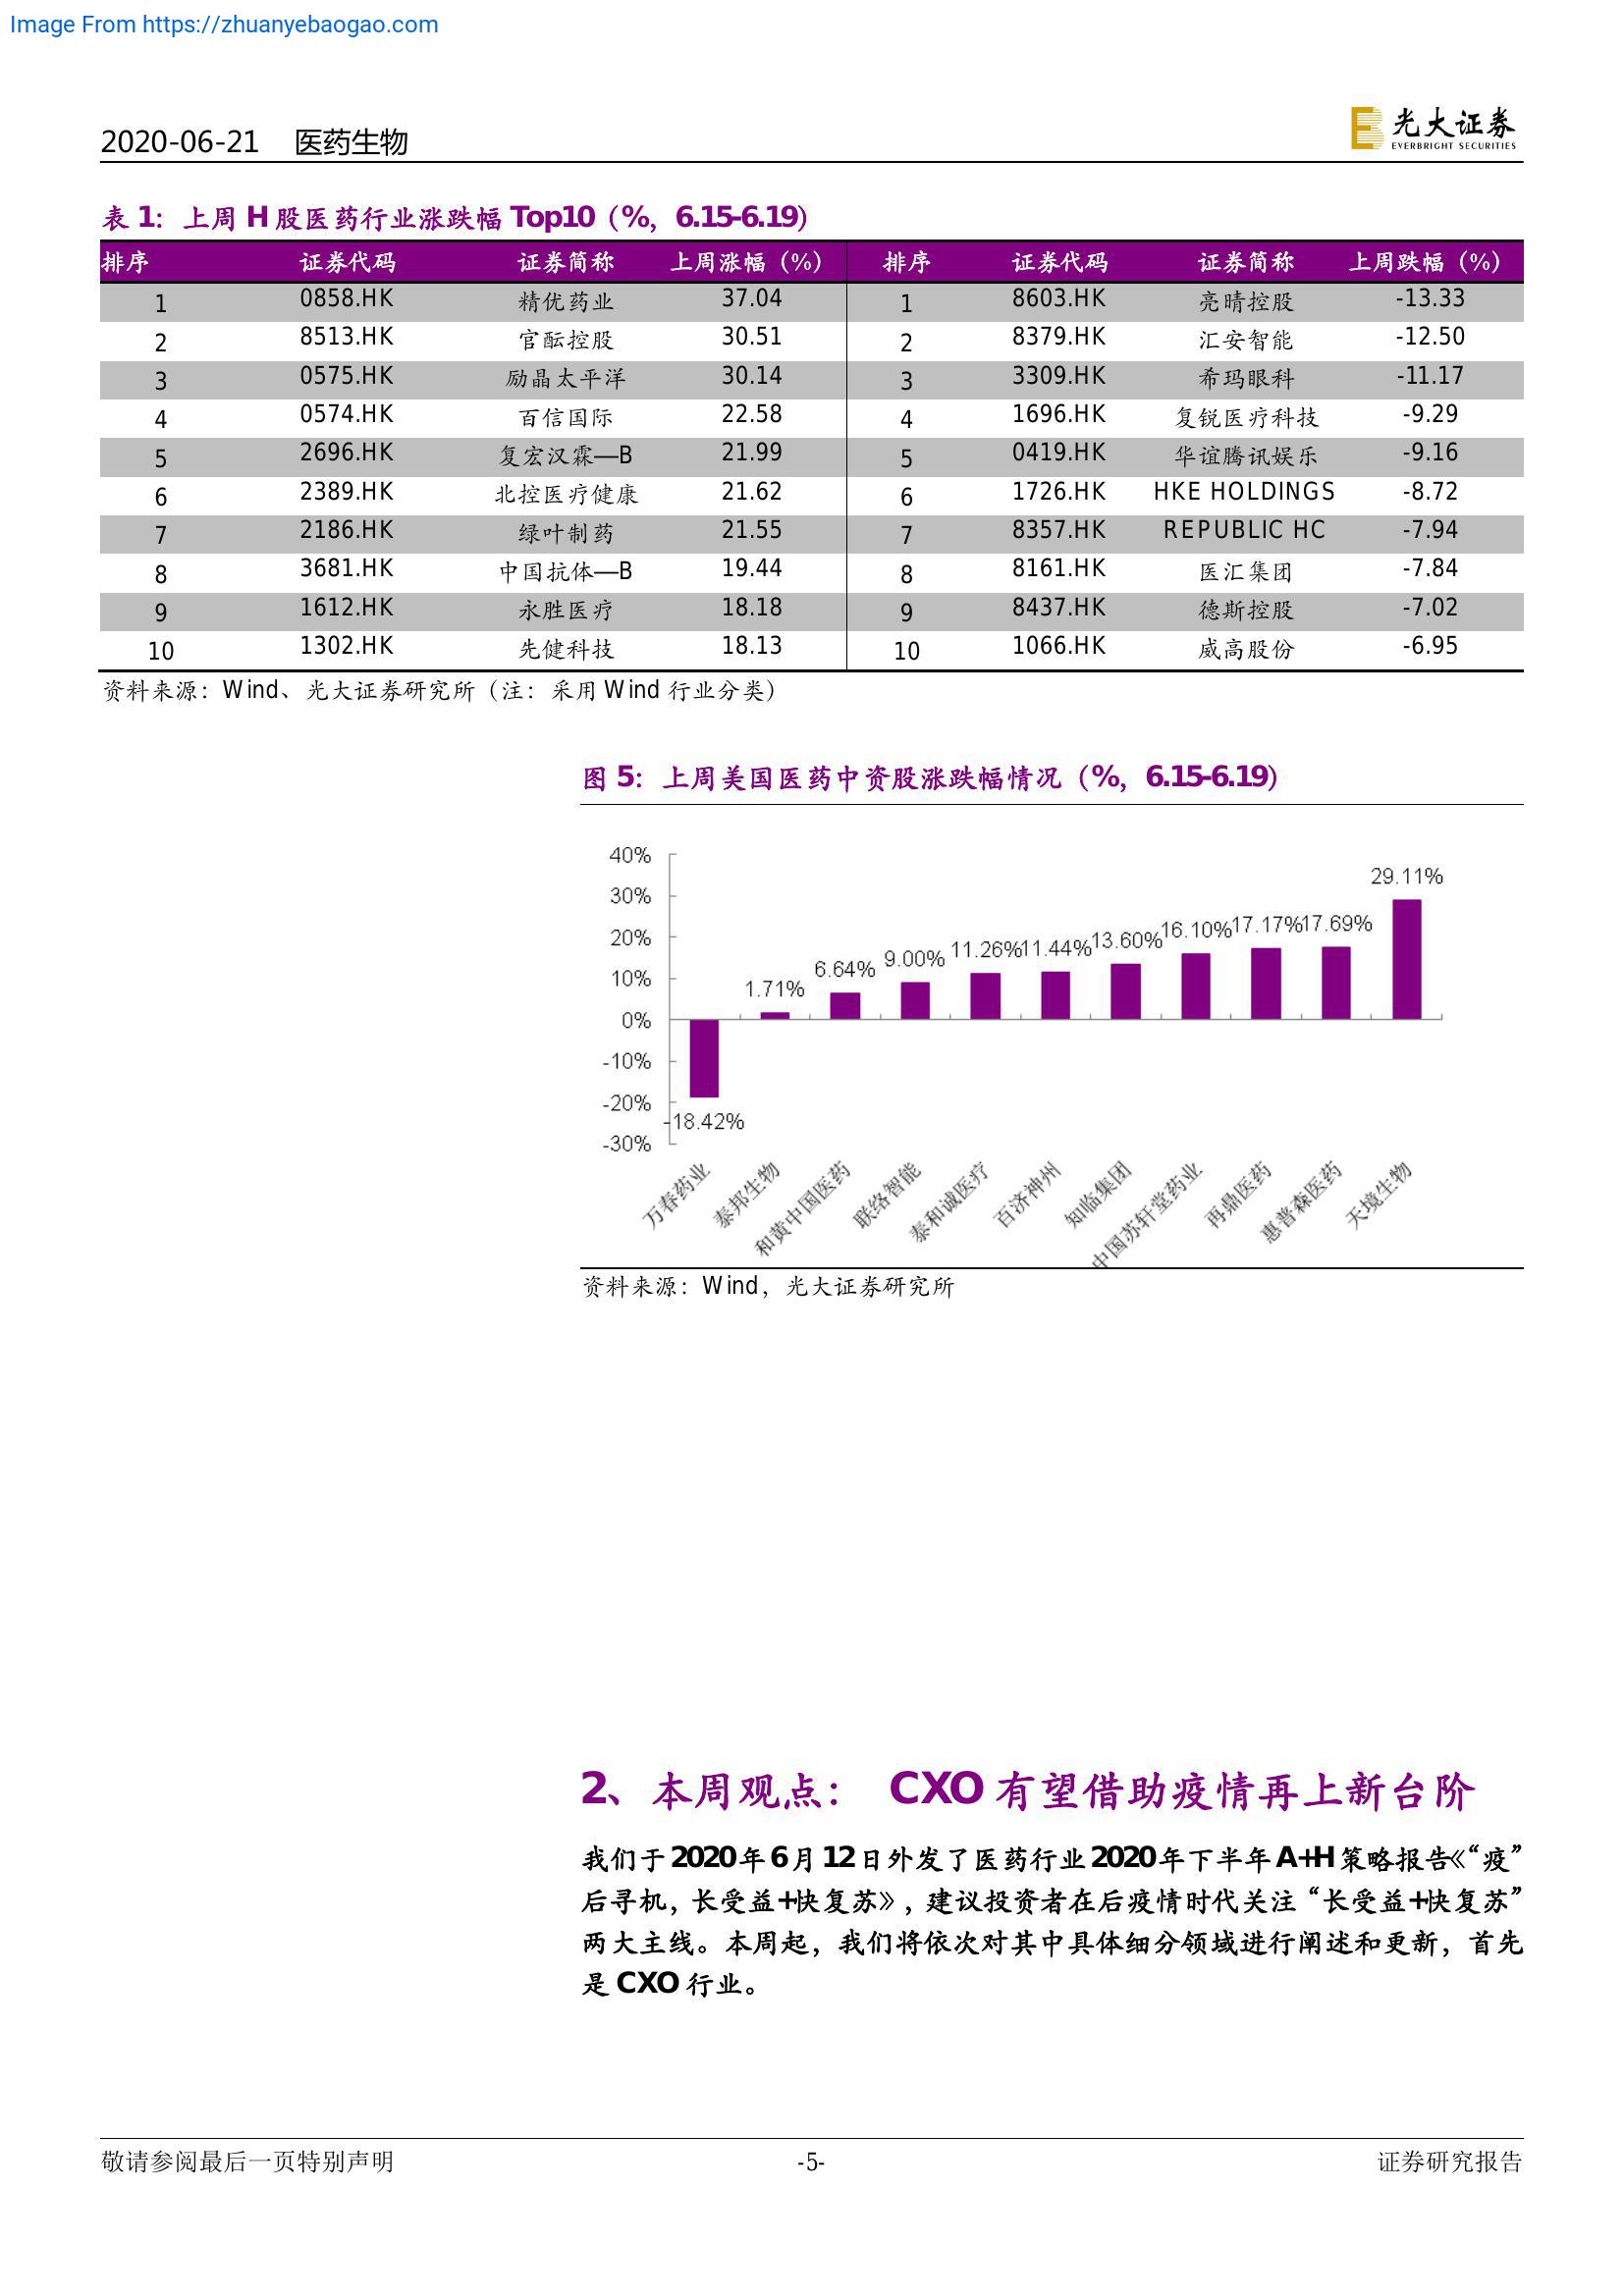 Image From https://zhuanyebaogao.com
2020-06-21 医药生物
光大证券
EVERBRIGHT SECURITIES
表 1：上周 H 股医药行业涨跌幅 Top10（%，6.15-6.19）
排序 证券代码 证券简称 上周涨幅（%） 排序 证券代码 证券简称 上周跌幅（%）
1 0858.HK 精优药业 37.04 1 8603.HK 亮晴控股 -13.33
2 8513.HK 官酝控股 30.51 2 8379.HK 汇安智能 -12.50
3 0575.HK 励晶太平洋 30.14 3 3309.HK 希玛眼科 -11.17
4 0574.HK 百信国际 22.58 4 1696.HK 复锐医疗科技 -9.29
5 2696.HK 复宏汉霖—B 21.99 5 0419.HK 华谊腾讯娱乐 -9.16
6 2389.HK 北控医疗健康 21.62 6 1726.HK HKE HOLDINGS -8.72
7 2186.HK 绿叶制药 21.55 7 8357.HK REPUBLIC HC -7.94
8 3681.HK 中国抗体—B 19.44 8 8161.HK 医汇集团 -7.84
9 1612.HK 永胜医疗 18.18 9 8437.HK 德斯控股 -7.02
10 1302.HK 先健科技 18.13 10 1066.HK 威高股份 -6.95
资料来源：Wind、光大证券研究所（注：采用 Wind 行业分类）
图 5：上周美国医药中资股涨跌幅情况（%，6.15-6.19）
40%
30%
20%
10%
0%
-10%
-20%
-30%
-18.42% 1.71% 6.64% 9.00% 11.26% 11.44% 13.60% 16.10% 17.17% 17.69% 29.11%
万春药业 泰邦生物 和黄中国医药 联络智能 泰和诚医疗 百济神州 知临集团 中国苏轩堂药业 再鼎医药 惠普森医药 天境生物
资料来源：Wind，光大证券研究所
2、本周观点： CXO 有望借助疫情再上新台阶
我们于 2020 年 6 月 12 日外发了医药行业 2020 年下半年 A+H 策略报告《“疫”
后寻机，长受益+快复苏》，建议投资者在后疫情时代关注“长受益+快复苏”
两大主线。本周起，我们将依次对其中具体细分领域进行阐述和更新，首先
是 CXO 行业。
敬请参阅最后一页特别声明 -5- 证券研究报告